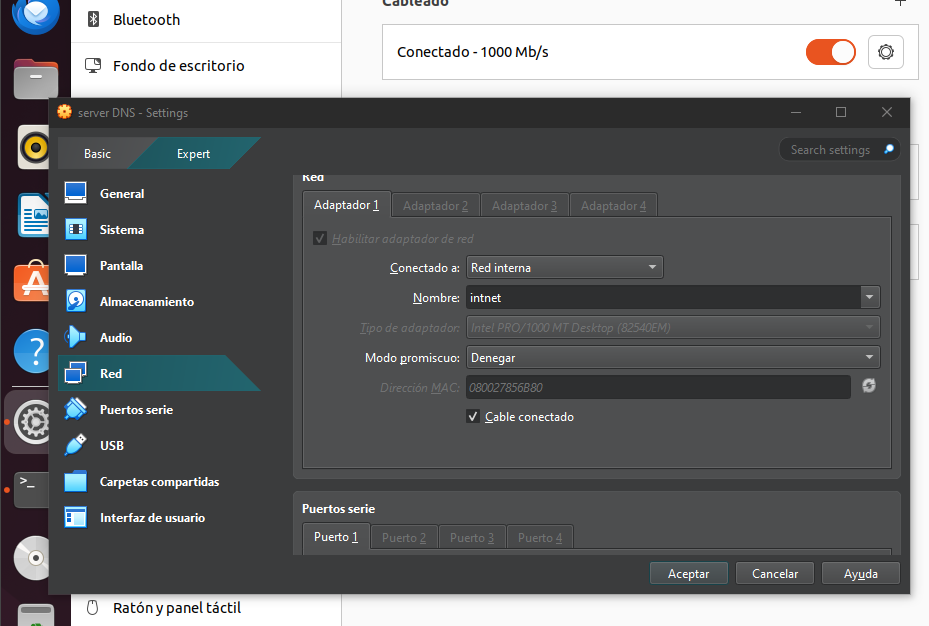 Cableado
Bluetooth
Conectado - 1000 Mb/s
Fondo de escritorio
server DNS - Settings
Basic
Expert
Search settings
General
Sistema
Pantalla
Almacenamiento
Audio
Red
Puertos serie
USB
Carpetas compartidas
Interfaz de usuario
Red
Adaptador 1
Adaptador 2
Adaptador 3
Adaptador 4
Habilitar adaptador de red
Conectado a: Red interna
Nombre: intnet
Tipo de adaptador: Intel PRO/1000 MT Desktop (82540EM)
Modo promiscuo: Denegar
Dirección MAC: 080027856B80
Cable conectado
Puertos serie
Puerto 1
Puerto 2
Puerto 3
Puerto 4
Aceptar
Cancelar
Ayuda
Ratón y panel táctil